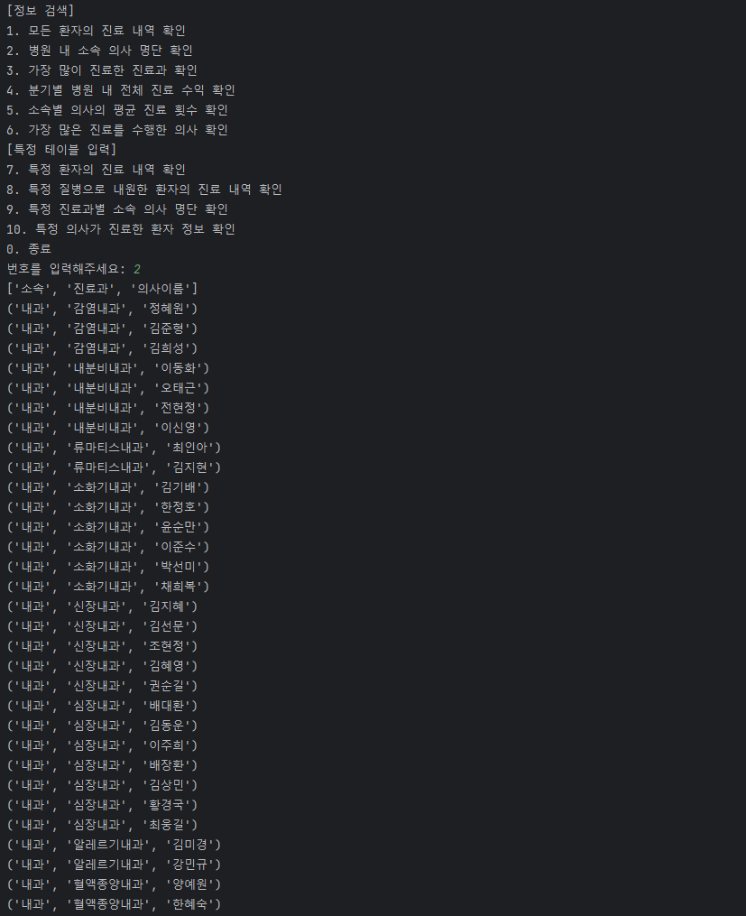 [정보 검색]
1. 모든 환자의 진료 내역 확인
2. 병원 내 소속 의사 명단 확인
3. 가장 많이 진료한 진료과 확인
4. 분기별 병원 내 전체 진료 수익 확인
5. 소속별 의사의 평균 진료 횟수 확인
6. 가장 많은 진료를 수행한 의사 확인
[특정 테이블 입력]
7. 특정 환자의 진료 내역 확인
8. 특정 질병으로 내원한 환자의 진료 내역 확인
9. 특정 진료과별 소속 의사 명단 확인
10. 특정 의사가 진료한 환자 정보 확인
0. 종료
번호를 입력해주세요: 2
['소속', '진료과', '의사이름']
('내과', '감염내과', '정혜원')
('내과', '감염내과', '김준형')
('내과', '감염내과', '김희성')
('내과', '내분비내과', '이동화')
('내과', '내분비내과', '오태근')
('내과', '내분비내과', '전현정')
('내과', '내분비내과', '이신영')
('내과', '류마티스내과', '최인아')
('내과', '류마티스내과', '김지현')
('내과', '소화기내과', '김기배')
('내과', '소화기내과', '한정호')
('내과', '소화기내과', '윤순만')
('내과', '소화기내과', '이준수')
('내과', '소화기내과', '박선미')
('내과', '소화기내과', '채희복')
('내과', '신장내과', '김지혜')
('내과', '신장내과', '김선문')
('내과', '신장내과', '조현정')
('내과', '신장내과', '김혜영')
('내과', '신장내과', '권순길')
('내과', '심장내과', '배대환')
('내과', '심장내과', '김동운')
('내과', '심장내과', '이주희')
('내과', '심장내과', '배장환')
('내과', '심장내과', '김상민')
('내과', '심장내과', '황경국')
('내과', '심장내과', '최웅길')
('내과', '알레르기내과', '김미경')
('내과', '알레르기내과', '강민규')
('내과', '혈액종양내과', '양예원')
('내과', '혈액종양내과', '한혜숙')